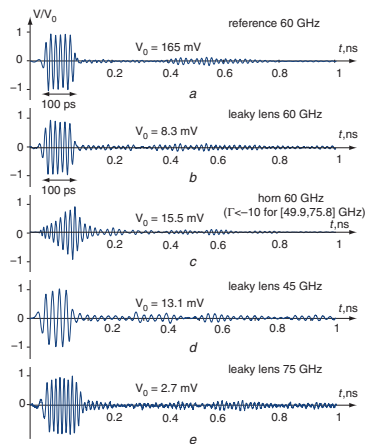 V/V0
reference 60 GHz
1
V0 = 165 mV
t,ns
0
0.2 0.4 0.6 0.8 1
−1
100 ps
a
leaky lens 60 GHz
1
V0 = 8.3 mV
t,ns
0
0.2 0.4 0.6 0.8 1
−1
100 ps
b
horn 60 GHz
(Γ<−10 for [49.9,75.8] GHz)
1
V0 = 15.5 mV
t,ns
0
0.2 0.4 0.6 0.8 1
−1
c
leaky lens 45 GHz
1
V0 = 13.1 mV
t,ns
0
0.2 0.4 0.6 0.8 1
−1
d
leaky lens 75 GHz
1
V0 = 2.7 mV
t,ns
0
0.2 0.4 0.6 0.8 1
−1
e